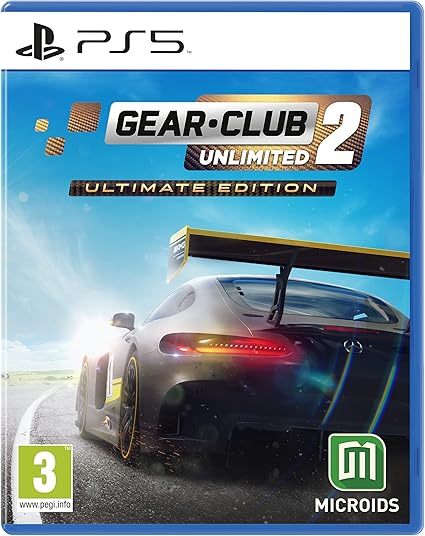 PS5
GEAR·CLUB
UNLIMITED 2
ULTIMATE EDITION
3
www.pegi.info
MICROIDS